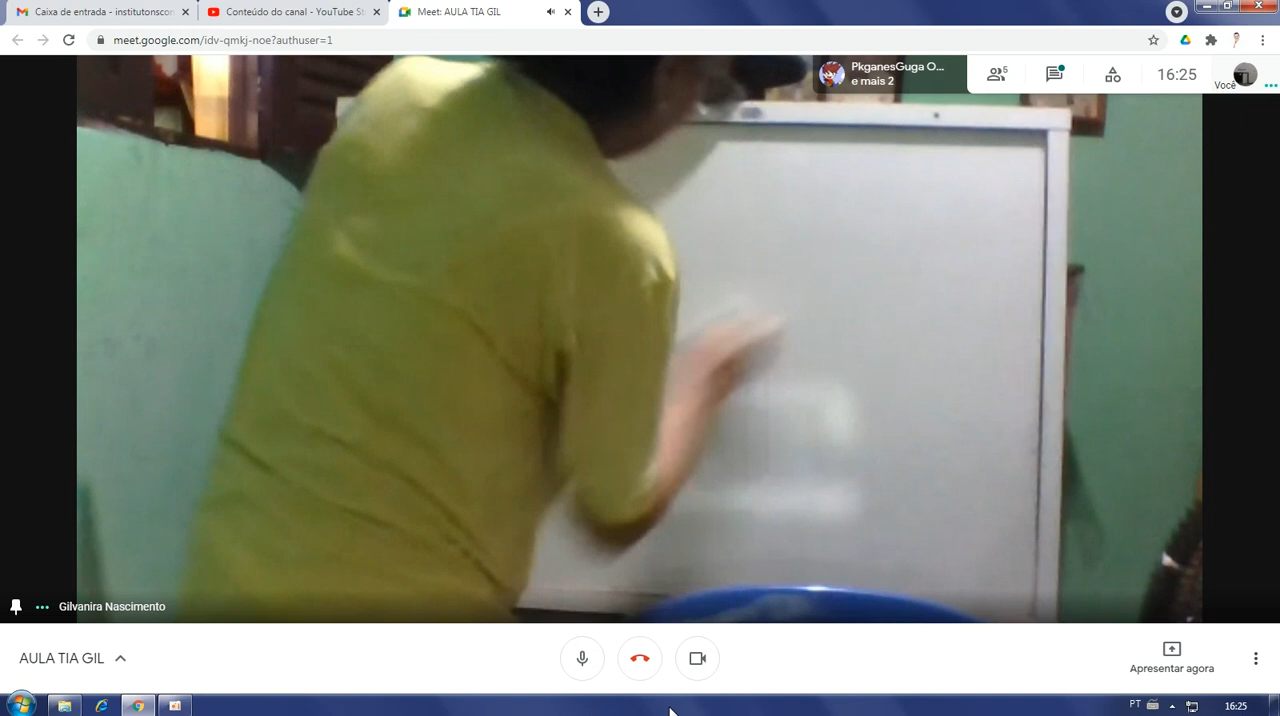 Caixa de entrada - institutonscon
Conteúdo do canal - YouTube St
Meet: AULA TIA GIL
meet.google.com/idv-qmkj-noe?authuser=1
PkganesGuga O...
e mais 2
5
16:25
Você
Gilvanira Nascimento
AULA TIA GIL
Apresentar agora
PT
16:25